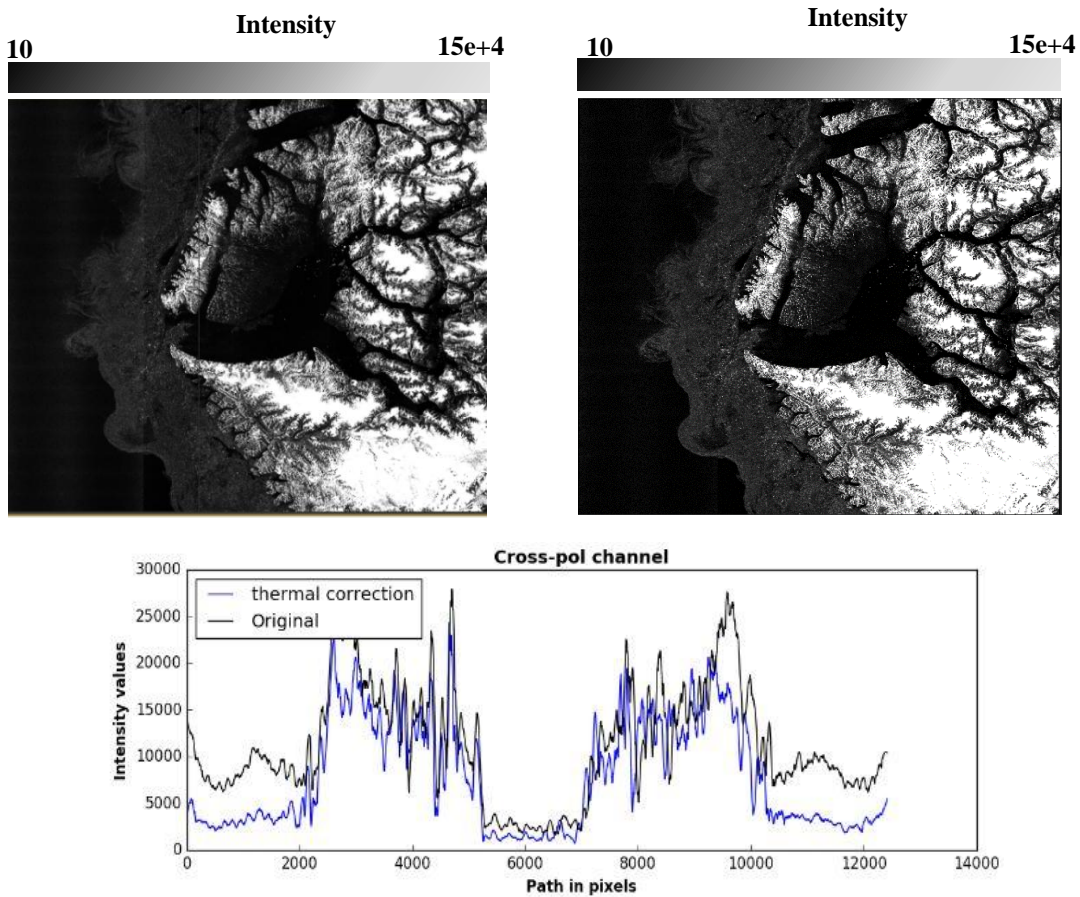 Intensity
10 15e+4
Intensity
10 15e+4
Cross-pol channel
thermal correction
Original
Intensity values
30000
25000
20000
15000
10000
5000
0
0 2000 4000 6000 8000 10000 12000 14000
Path in pixels